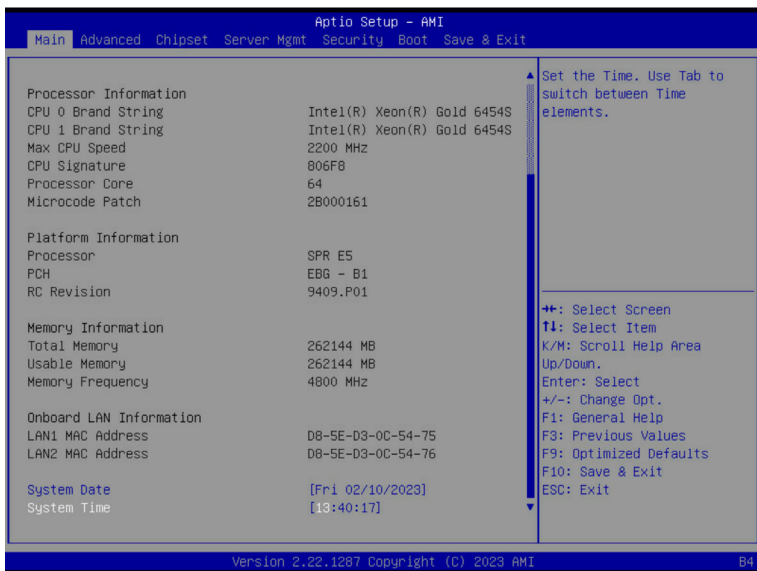 Aptio Setup – AMI
Main Advanced Chipset Server Mgmt Security Boot Save & Exit
Processor Information
CPU 0 Brand String Intel(R) Xeon(R) Gold 6454S
CPU 1 Brand String Intel(R) Xeon(R) Gold 6454S
Max CPU Speed 2200 MHz
CPU Signature 806F8
Processor Core 64
Microcode Patch 2B000161
Platform Information
Processor SPR E5
PCH EBG – B1
RC Revision 9409.P01
Memory Information
Total Memory 262144 MB
Usable Memory 262144 MB
Memory Frequency 4800 MHz
Onboard LAN Information
LAN1 MAC Address D8-5E-D3-0C-54-75
LAN2 MAC Address D8-5E-D3-0C-54-76
System Date [Fri 02/10/2023]
System Time [13:40:17]
Set the Time. Use Tab to
switch between Time
elements.
→←: Select Screen
↑↓: Select Item
K/M: Scroll Help Area
Up/Down.
Enter: Select
+/-: Change Opt.
F1: General Help
F3: Previous Values
F9: Optimized Defaults
F10: Save & Exit
ESC: Exit
Version 2.22.1287 Copyright (C) 2023 AMI
B4